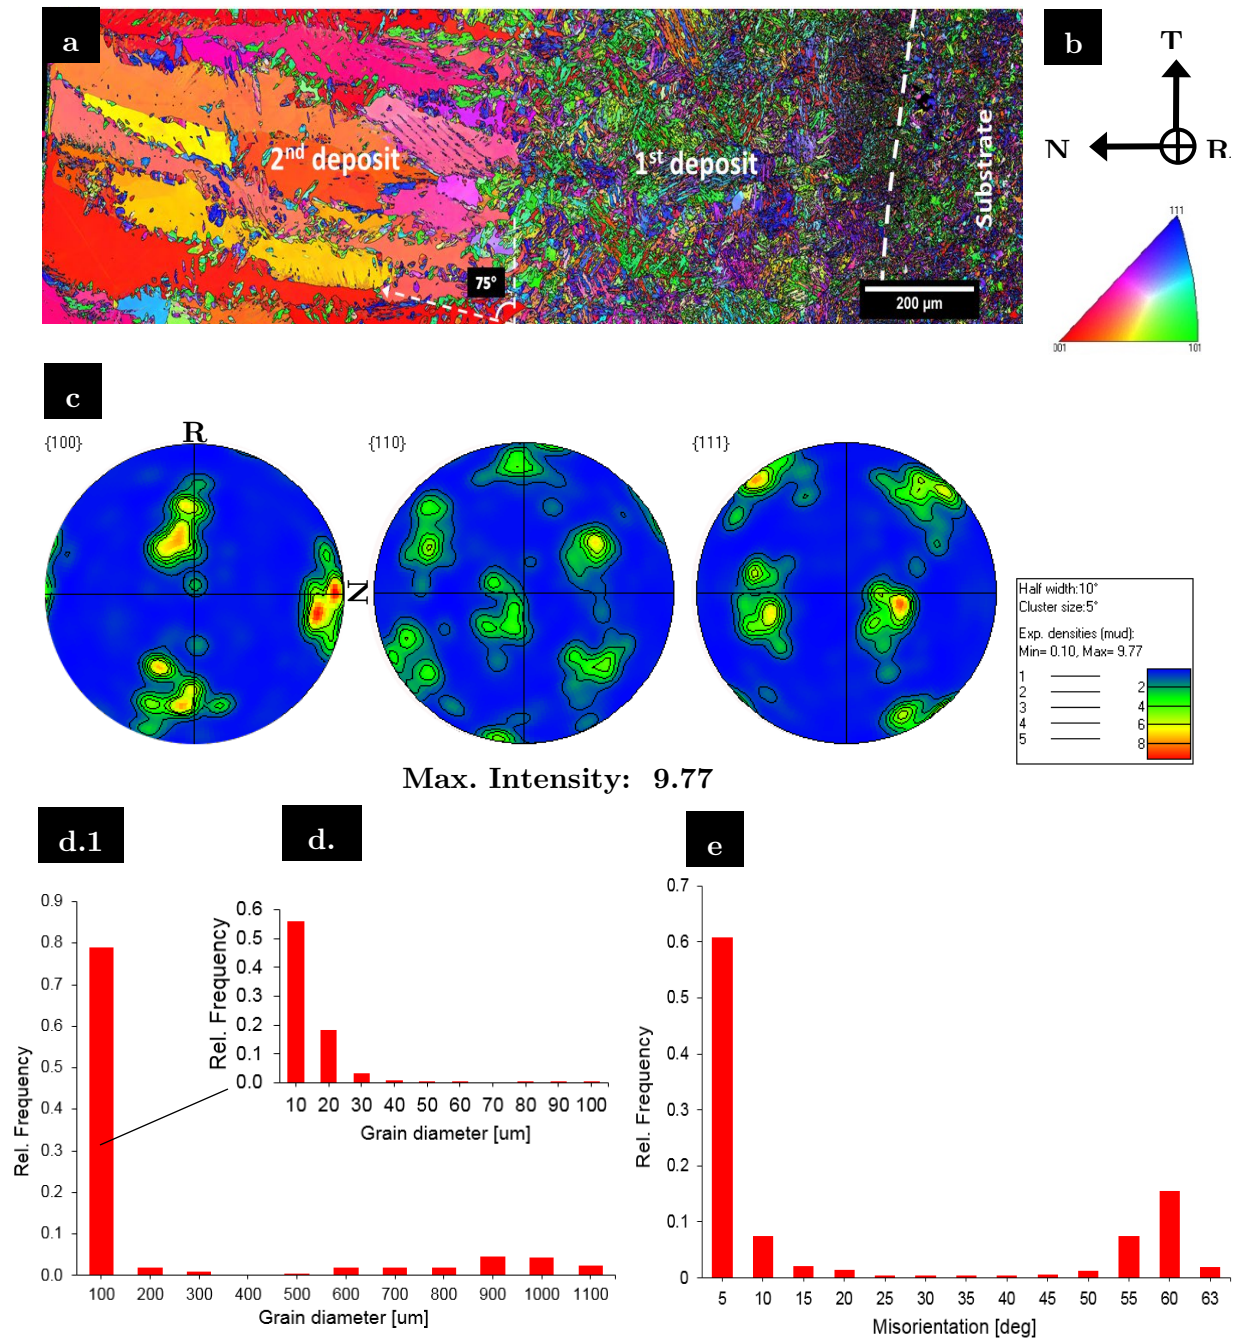 a
2nd deposit
1st deposit
Substrate
75°
200 µm
b
T
N
R
111
001
101
c
{100}
R
N
{110}
{111}
Half width:10°
Cluster size:5°
Exp. densities (mud):
Min= 0.10, Max= 9.77
1
2
3
4
5
2
4
6
8
Max. Intensity: 9.77
d.1
Rel. Frequency
0.9
0.8
0.7
0.6
0.5
0.4
0.3
0.2
0.1
0.0
100 200 300 400 500 600 700 800 900 1000 1100
Grain diameter [um]
d.
Rel. Frequency
0.6
0.5
0.4
0.3
0.2
0.1
0.0
10 20 30 40 50 60 70 80 90 100
Grain diameter [um]
e
Rel. Frequency
0.7
0.6
0.5
0.4
0.3
0.2
0.1
0
5 10 15 20 25 30 35 40 45 50 55 60 63
Misorientation [deg]